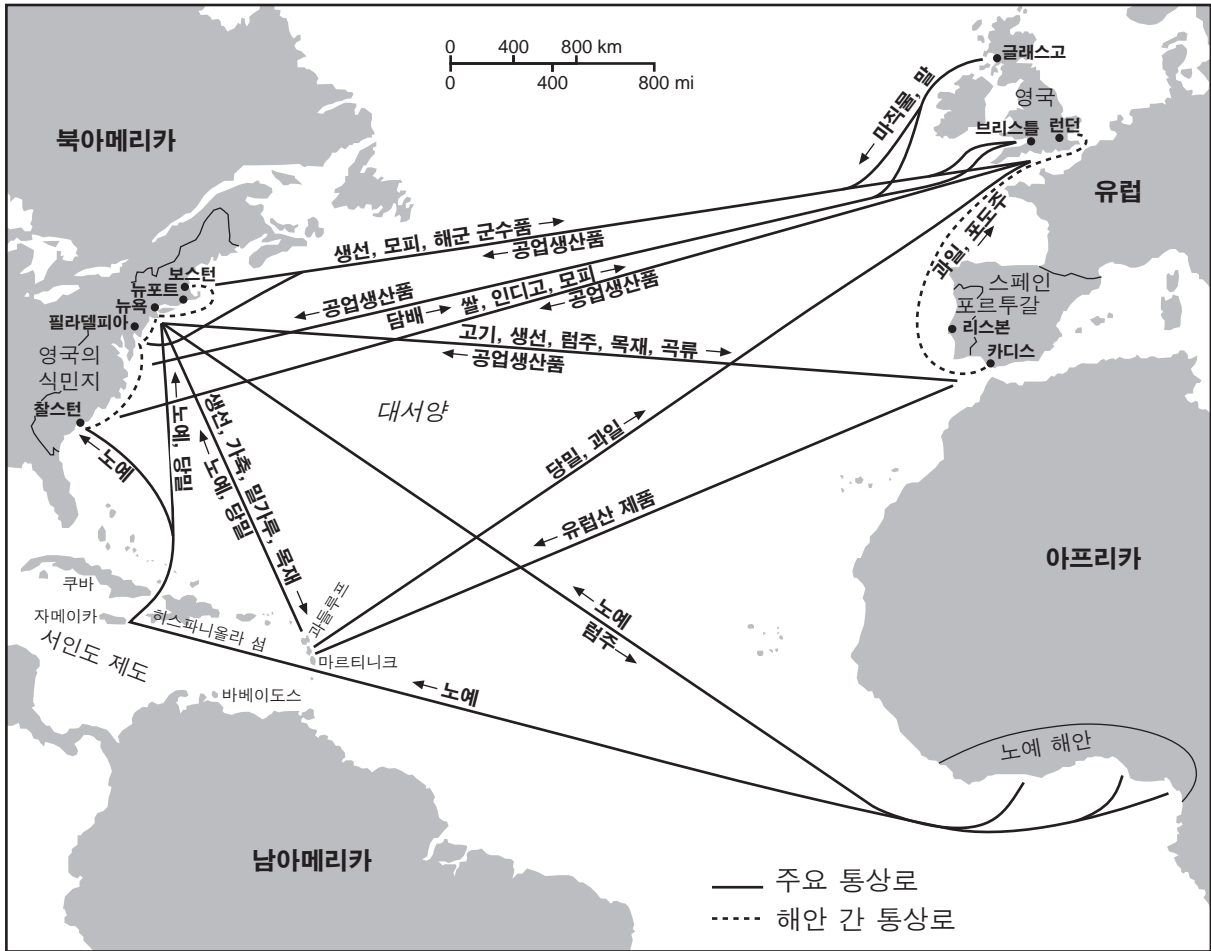 0 400 800 km
0 400 800 mi
글래스고
마직물, 말
영국
브리스틀
런던
북아메리카
유럽
과일, 포도주
생선, 모피, 해군 군수품
공업생산품
보스턴
뉴포트
뉴욕
필라델피아
공업생산품
쌀, 인디고, 모피
담배
공업생산품
스페인
포르투갈
리스본
카디스
고기, 생선, 럼주, 목재, 곡류
공업생산품
영국의
식민지
찰스턴
대서양
노예
노예, 당밀
생선, 가축, 밀가루, 목재
노예, 당밀
당밀, 과일
유럽산 제품
아프리카
쿠바
자메이카
히스파니올라 섬
서인도 제도
과들루프
마르티니크
바베이도스
노예
럼주
노예
노예 해안
남아메리카
주요 통상로
해안 간 통상로